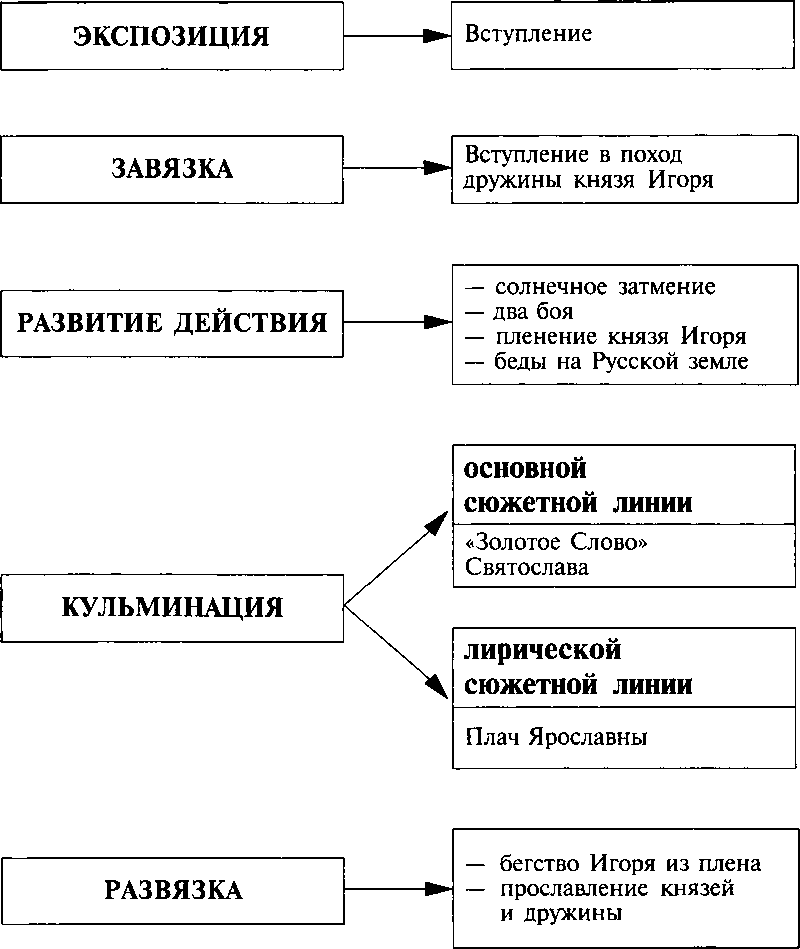 ЭКСПОЗИЦИЯ
Вступление
ЗАВЯЗКА
Вступление в поход
дружины князя Игоря
РАЗВИТИЕ ДЕЙСТВИЯ
— солнечное затмение
— два боя
— пленение князя Игоря
— беды на Русской земле
КУЛЬМИНАЦИЯ
основной
сюжетной линии
«Золотое Слово»
Святослава
лирической
сюжетной линии
Плач Ярославны
РАЗВЯЗКА
— бегство Игоря из плена
— прославление князей
и дружины